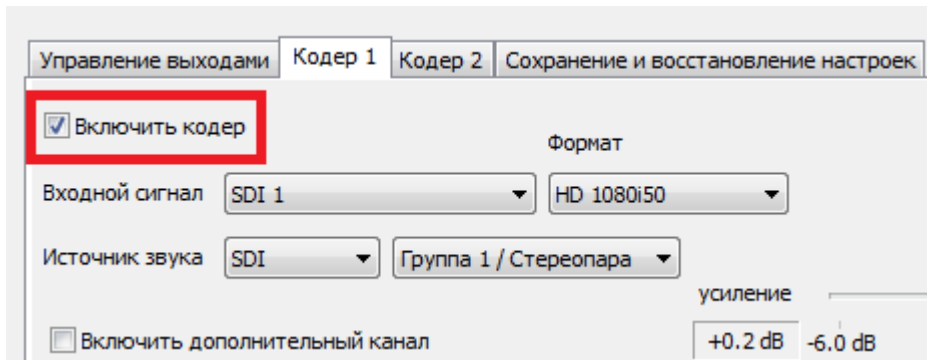 Управление выходами Кодер 1 Кодер 2 Сохранение и восстановление настроек
Включить кодер
Формат
Входной сигнал SDI 1 HD 1080i50
Источник звука SDI Группа 1 / Стереопара
усиление
Включить дополнительный канал +0.2 dB -6.0 dB